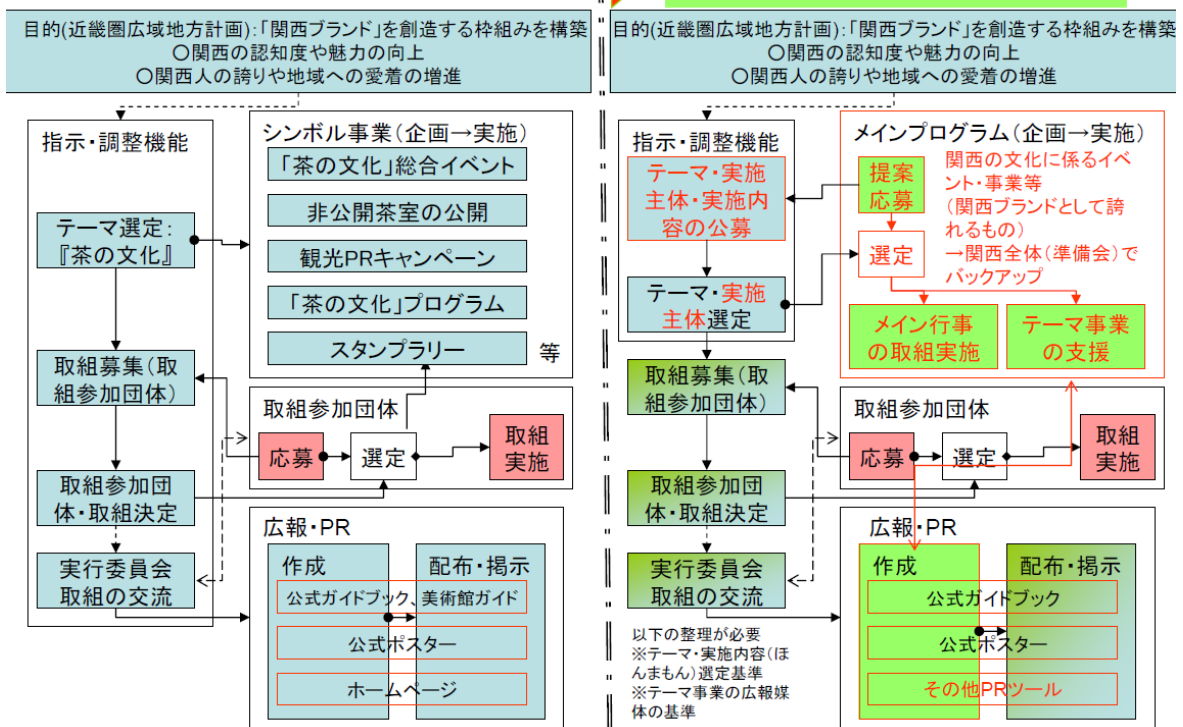 目的(近畿圏広域地方計画):「関西ブランド」を創造する枠組みを構築
〇関西の認知度や魅力の向上
〇関西人の誇りや地域への愛着の増進
指示・調整機能
テーマ選定:
『茶の文化』
取組募集(取
組参加団体)
取組参加団
体・取組決定
実行委員会
取組の交流
シンボル事業(企画→実施)
「茶の文化」総合イベント
非公開茶室の公開
観光PRキャンペーン
「茶の文化」プログラム
スタンプラリー
等
取組参加団体
応募
選定
取組
実施
広報・PR
作成
配布・掲示
公式ガイドブック、美術館ガイド
公式ポスター
ホームページ
目的(近畿圏広域地方計画):「関西ブランド」を創造する枠組みを構築
〇関西の認知度や魅力の向上
〇関西人の誇りや地域への愛着の増進
指示・調整機能
テーマ・実施
主体・実施内
容の公募
テーマ・実施
主体選定
取組募集(取
組参加団体)
取組参加団
体・取組決定
実行委員会
取組の交流
以下の整理が必要
※テーマ・実施内容(ほ
んまもん)選定基準
※テーマ事業の広報媒
体の基準
メインプログラム(企画→実施)
提案
応募
選定
関西の文化に係るイベ
ント・事業等
(関西ブランドとして誇
れるもの)
→関西全体(準備会)で
バックアップ
メイン行事
の取組実施
テーマ事業
の支援
取組参加団体
応募
選定
取組
実施
広報・PR
作成
配布・掲示
公式ガイドブック
公式ポスター
その他PRツール